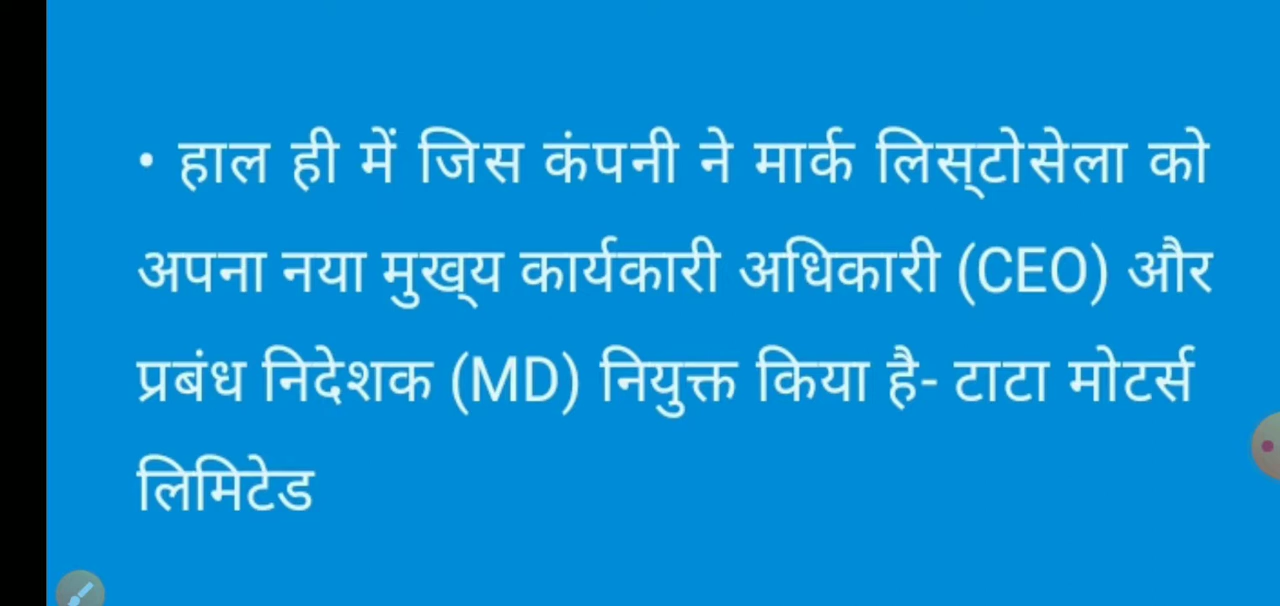 • हाल ही में जिस कंपनी ने मार्क लिस्टोसेला को
अपना नया मुख्य कार्यकारी अधिकारी (CEO) और
प्रबंध निदेशक (MD) नियुक्त किया है- टाटा मोटर्स
लिमिटेड